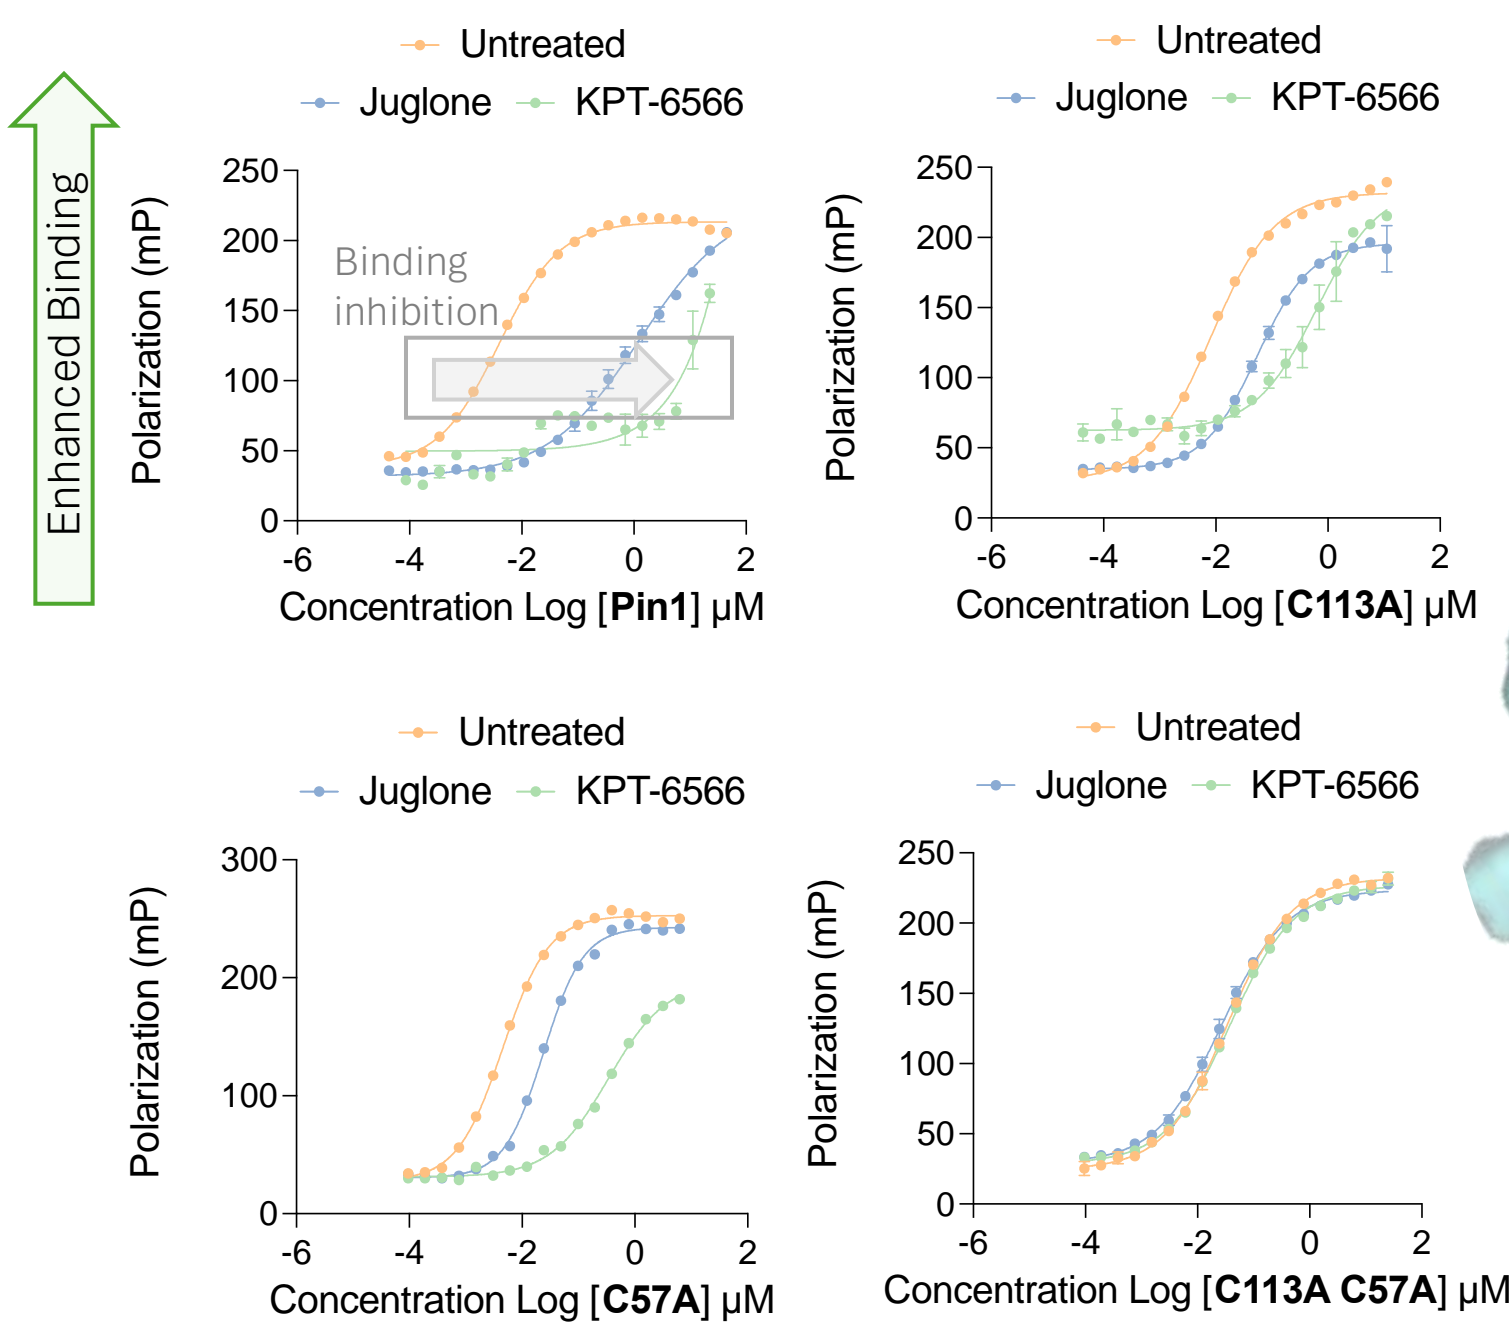 Enhanced Binding
Untreated
Juglone KPT-6566
Polarization (mP)
250
200
150
100
50
0
Binding
inhibition
-6 -4 -2 0 2
Concentration Log [Pin1] µM
Untreated
Juglone KPT-6566
Polarization (mP)
250
200
150
100
50
0
-6 -4 -2 0 2
Concentration Log [C113A] µM
Untreated
Juglone KPT-6566
Polarization (mP)
300
200
100
0
-6 -4 -2 0 2
Concentration Log [C57A] µM
Untreated
Juglone KPT-6566
Polarization (mP)
250
200
150
100
50
0
-6 -4 -2 0 2
Concentration Log [C113A C57A] µM